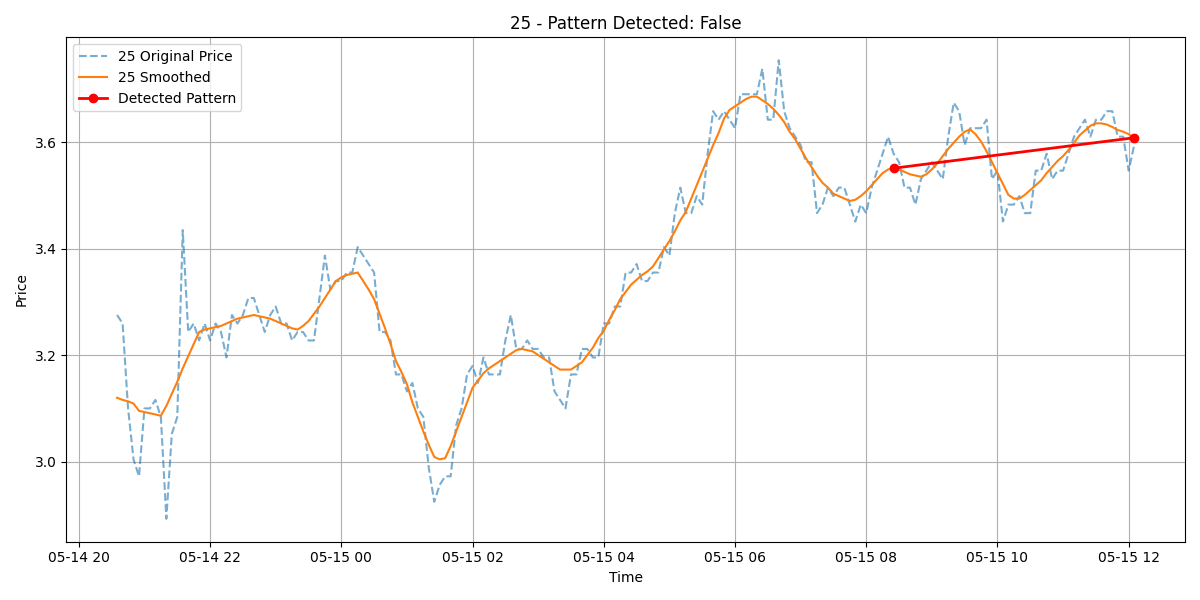 25 - Pattern Detected: False
25 Original Price
25 Smoothed
Detected Pattern
Price
3.6
3.4
3.2
3.0
05-14 20
05-14 22
05-15 00
05-15 02
05-15 04
05-15 06
05-15 08
05-15 10
05-15 12
Time